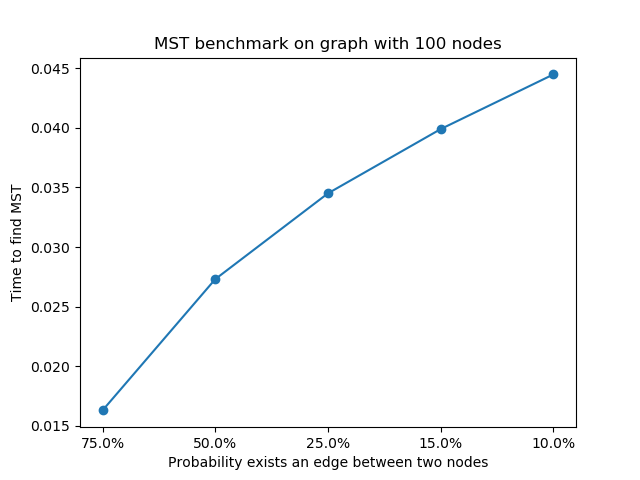 MST benchmark on graph with 100 nodes
0.045
0.040
0.035
0.030
0.025
0.020
0.015
Time to find MST
75.0% 50.0% 25.0% 15.0% 10.0%
Probability exists an edge between two nodes